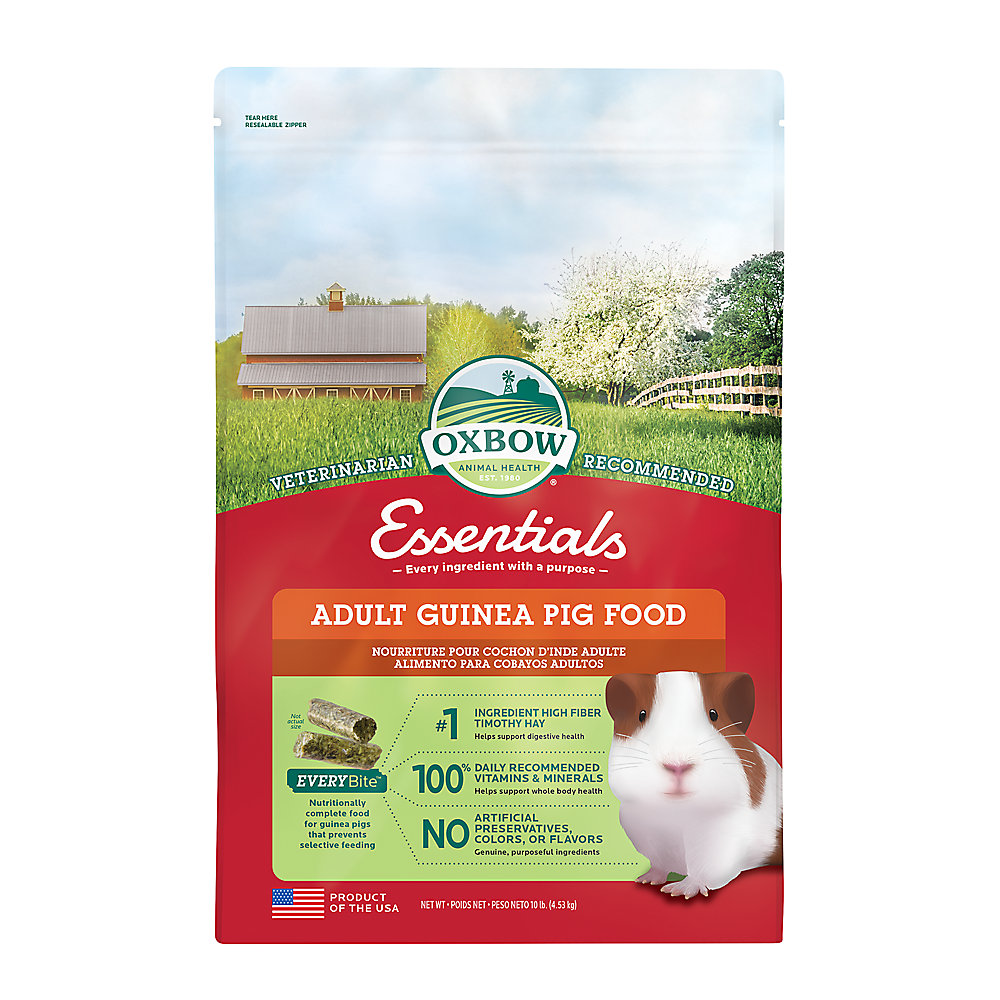 TEAR HERE
RESEALABLE ZIPPER
OXBOW
ANIMAL HEALTH
EST. 1980
®
VETERINARIAN RECOMMENDED
Essentials
— Every ingredient with a purpose —
ADULT GUINEA PIG FOOD
NOURRITURE POUR COCHON D'INDE ADULTE
ALIMENTO PARA COBAYOS ADULTOS
Not
actual
size
EVERYBite™
Nutritionally
complete food
for guinea pigs
that prevents
selective feeding
#1 INGREDIENT HIGH FIBER
TIMOTHY HAY
Helps support digestive health
100% DAILY RECOMMENDED
VITAMINS & MINERALS
Helps support whole body health
NO ARTIFICIAL
PRESERVATIVES,
COLORS, OR FLAVORS
Genuine, purposeful ingredients
PRODUCT
OF THE USA
NET WT • POIDS NET • PESO NETO 10 lb. (4.53 kg)